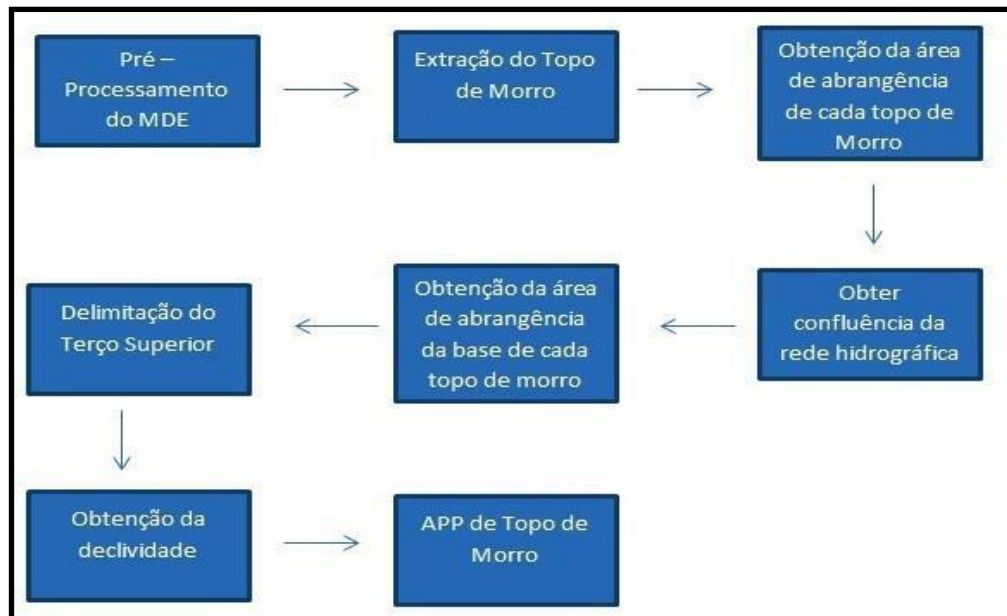 Pré –
Processamento
do MDE
Extração do Topo
de Morro
Obtenção da área
de abrangência
de cada topo de
Morro
Obter
confluência da
rede hidrográfica
Obtenção da área
de abrangência
da base de cada
topo de morro
Delimitação do
Terço Superior
Obtenção da
declividade
APP de Topo de
Morro